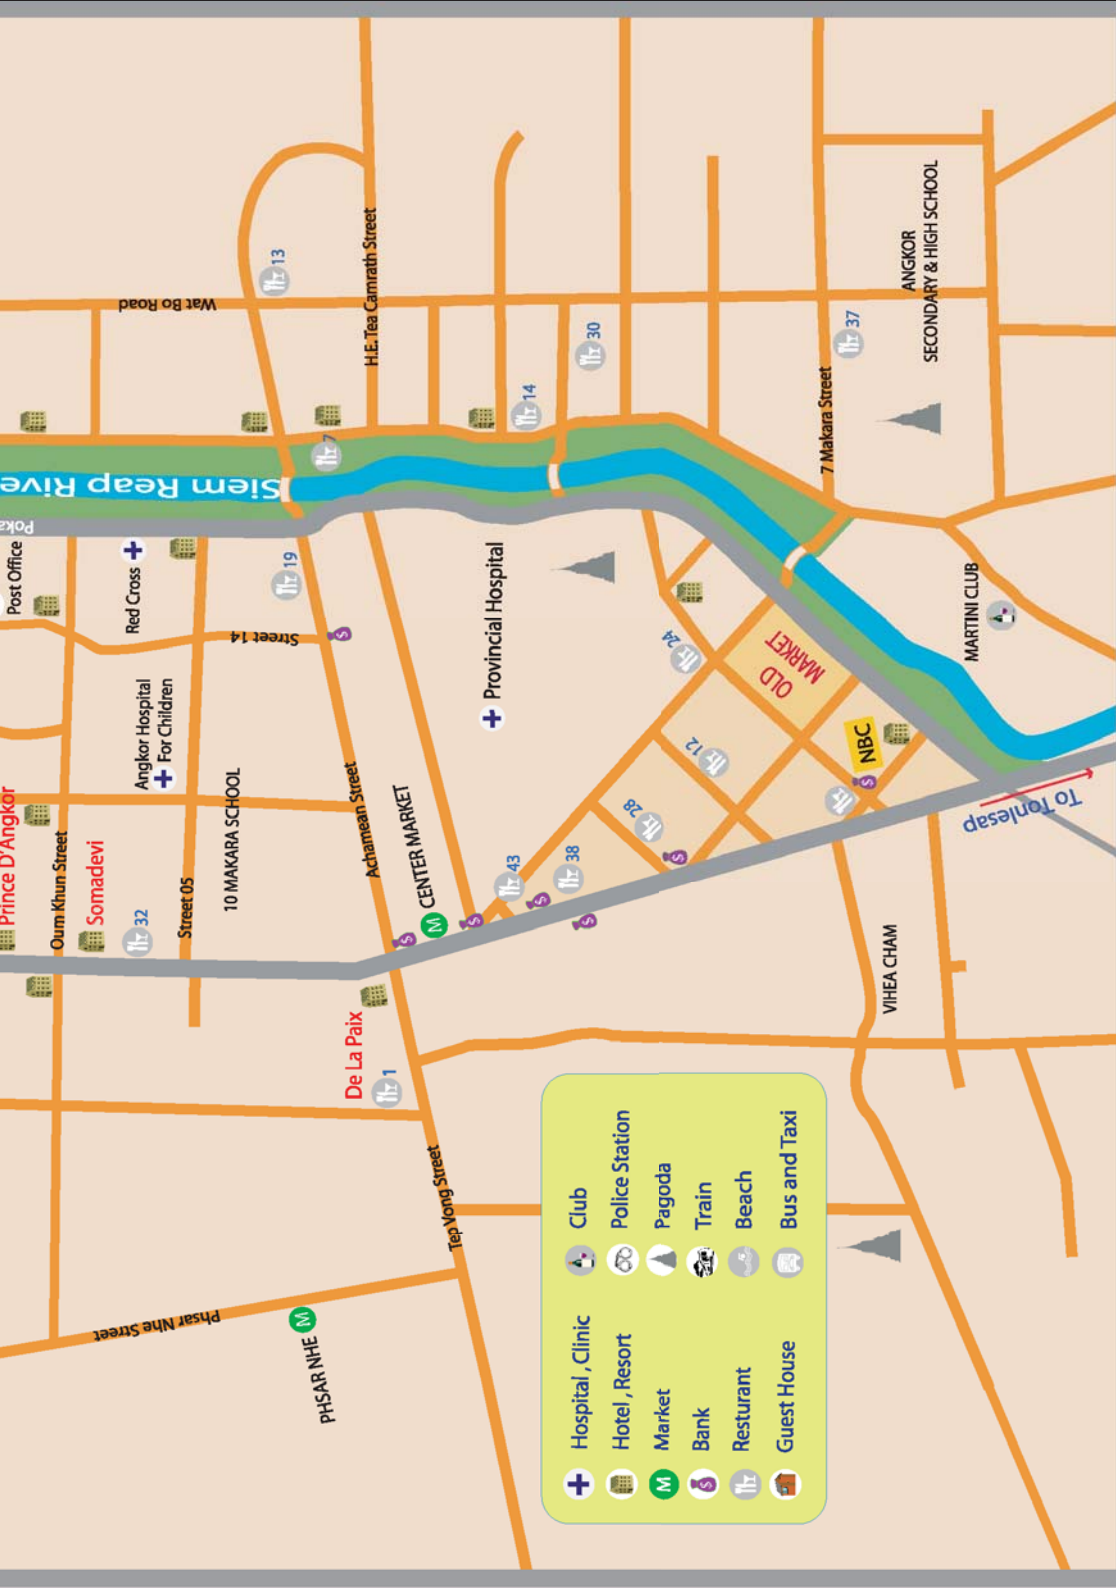 Siem Reap Rive
Poka
Post Office
Red Cross
Angkor Hospital
For Children
Street 14
Wat Bo Road
H.E. Tea Camrath Street
7 Makara Street
ANGKOR
SECONDARY & HIGH SCHOOL
13
7
14
30
37
19
Provincial Hospital
24
OLD
MARKET
MARTINI CLUB
12
NBC
28
To Tonlesap
Prince D'Angkor
Oum Khun Street
Somadevi
32
Street 05
10 MAKARA SCHOOL
Achamean Street
M
CENTER MARKET
43
38
VIHEA CHAM
De La Paix
1
Tep Vong Street
Phsar Nhe Street
PHSAR NHE
M
Hospital , Clinic
Hotel , Resort
M
Market
Bank
Resturant
Guest House
Club
Police Station
Pagoda
Train
Beach
Bus and Taxi